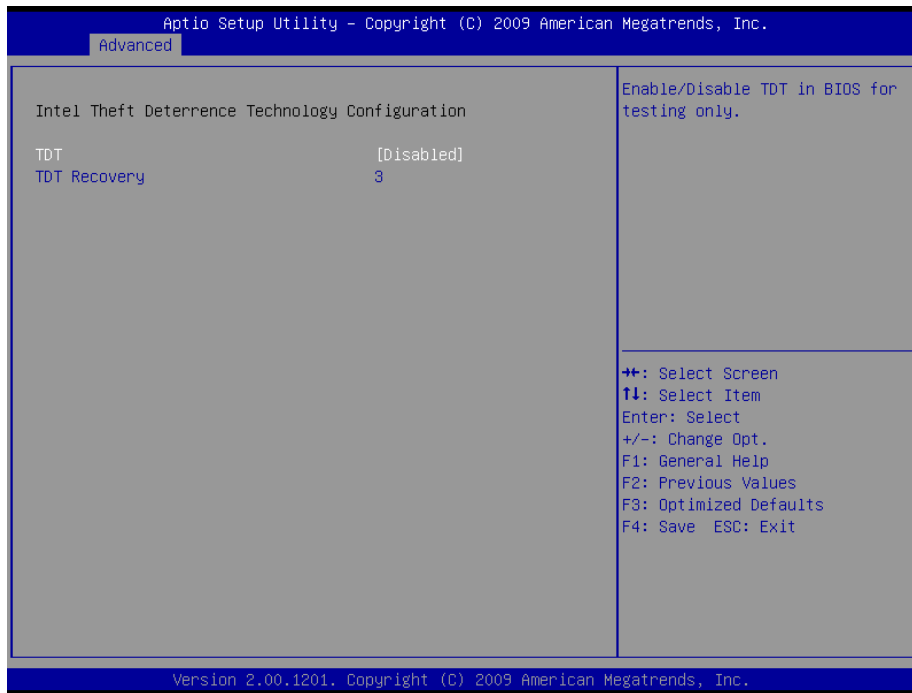 Aptio Setup Utility – Copyright (C) 2009 American Megatrends, Inc.
Advanced
Intel Theft Deterrence Technology Configuration
TDT [Disabled]
TDT Recovery 3
Enable/Disable TDT in BIOS for
testing only.
→←: Select Screen
↑↓: Select Item
Enter: Select
+/-: Change Opt.
F1: General Help
F2: Previous Values
F3: Optimized Defaults
F4: Save ESC: Exit
Version 2.00.1201. Copyright (C) 2009 American Megatrends, Inc.